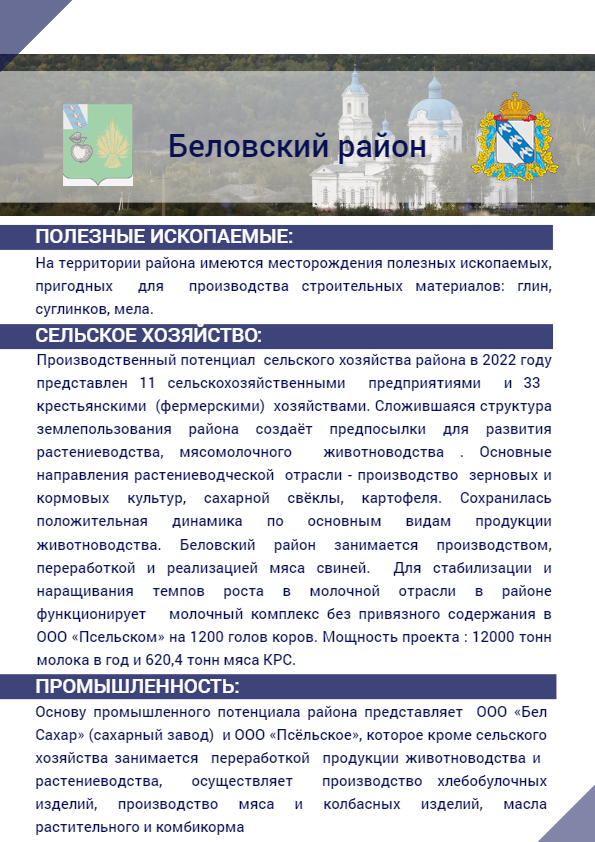 Беловский район
ПОЛЕЗНЫЕ ИСКОПАЕМЫЕ:
На территории района имеются месторождения полезных ископаемых,
пригодных для производства строительных материалов: глин,
суглинков, мела.
СЕЛЬСКОЕ ХОЗЯЙСТВО:
Производственный потенциал сельского хозяйства района в 2022 году
представлен 11 сельскохозяйственными предприятиями и 33
крестьянскими (фермерскими) хозяйствами. Сложившаяся структура
землепользования района создаёт предпосылки для развития
растениеводства, мясомолочного животноводства . Основные
направления растениеводческой отрасли - производство зерновых и
кормовых культур, сахарной свёклы, картофеля. Сохранилась
положительная динамика по основным видам продукции
животноводства. Беловский район занимается производством,
переработкой и реализацией мяса свиней. Для стабилизации и
наращивания темпов роста в молочной отрасли в районе
функционирует молочный комплекс без привязного содержания в
ООО «Псельском» на 1200 голов коров. Мощность проекта : 12000 тонн
молока в год и 620,4 тонн мяса КРС.
ПРОМЫШЛЕННОСТЬ:
Основу промышленного потенциала района представляет ООО «Бел
Сахар» (сахарный завод) и ООО «Псёльское», которое кроме сельского
хозяйства занимается переработкой продукции животноводства и
растениеводства, осуществляет производство хлебобулочных
изделий, производство мяса и колбасных изделий, масла
растительного и комбикорма